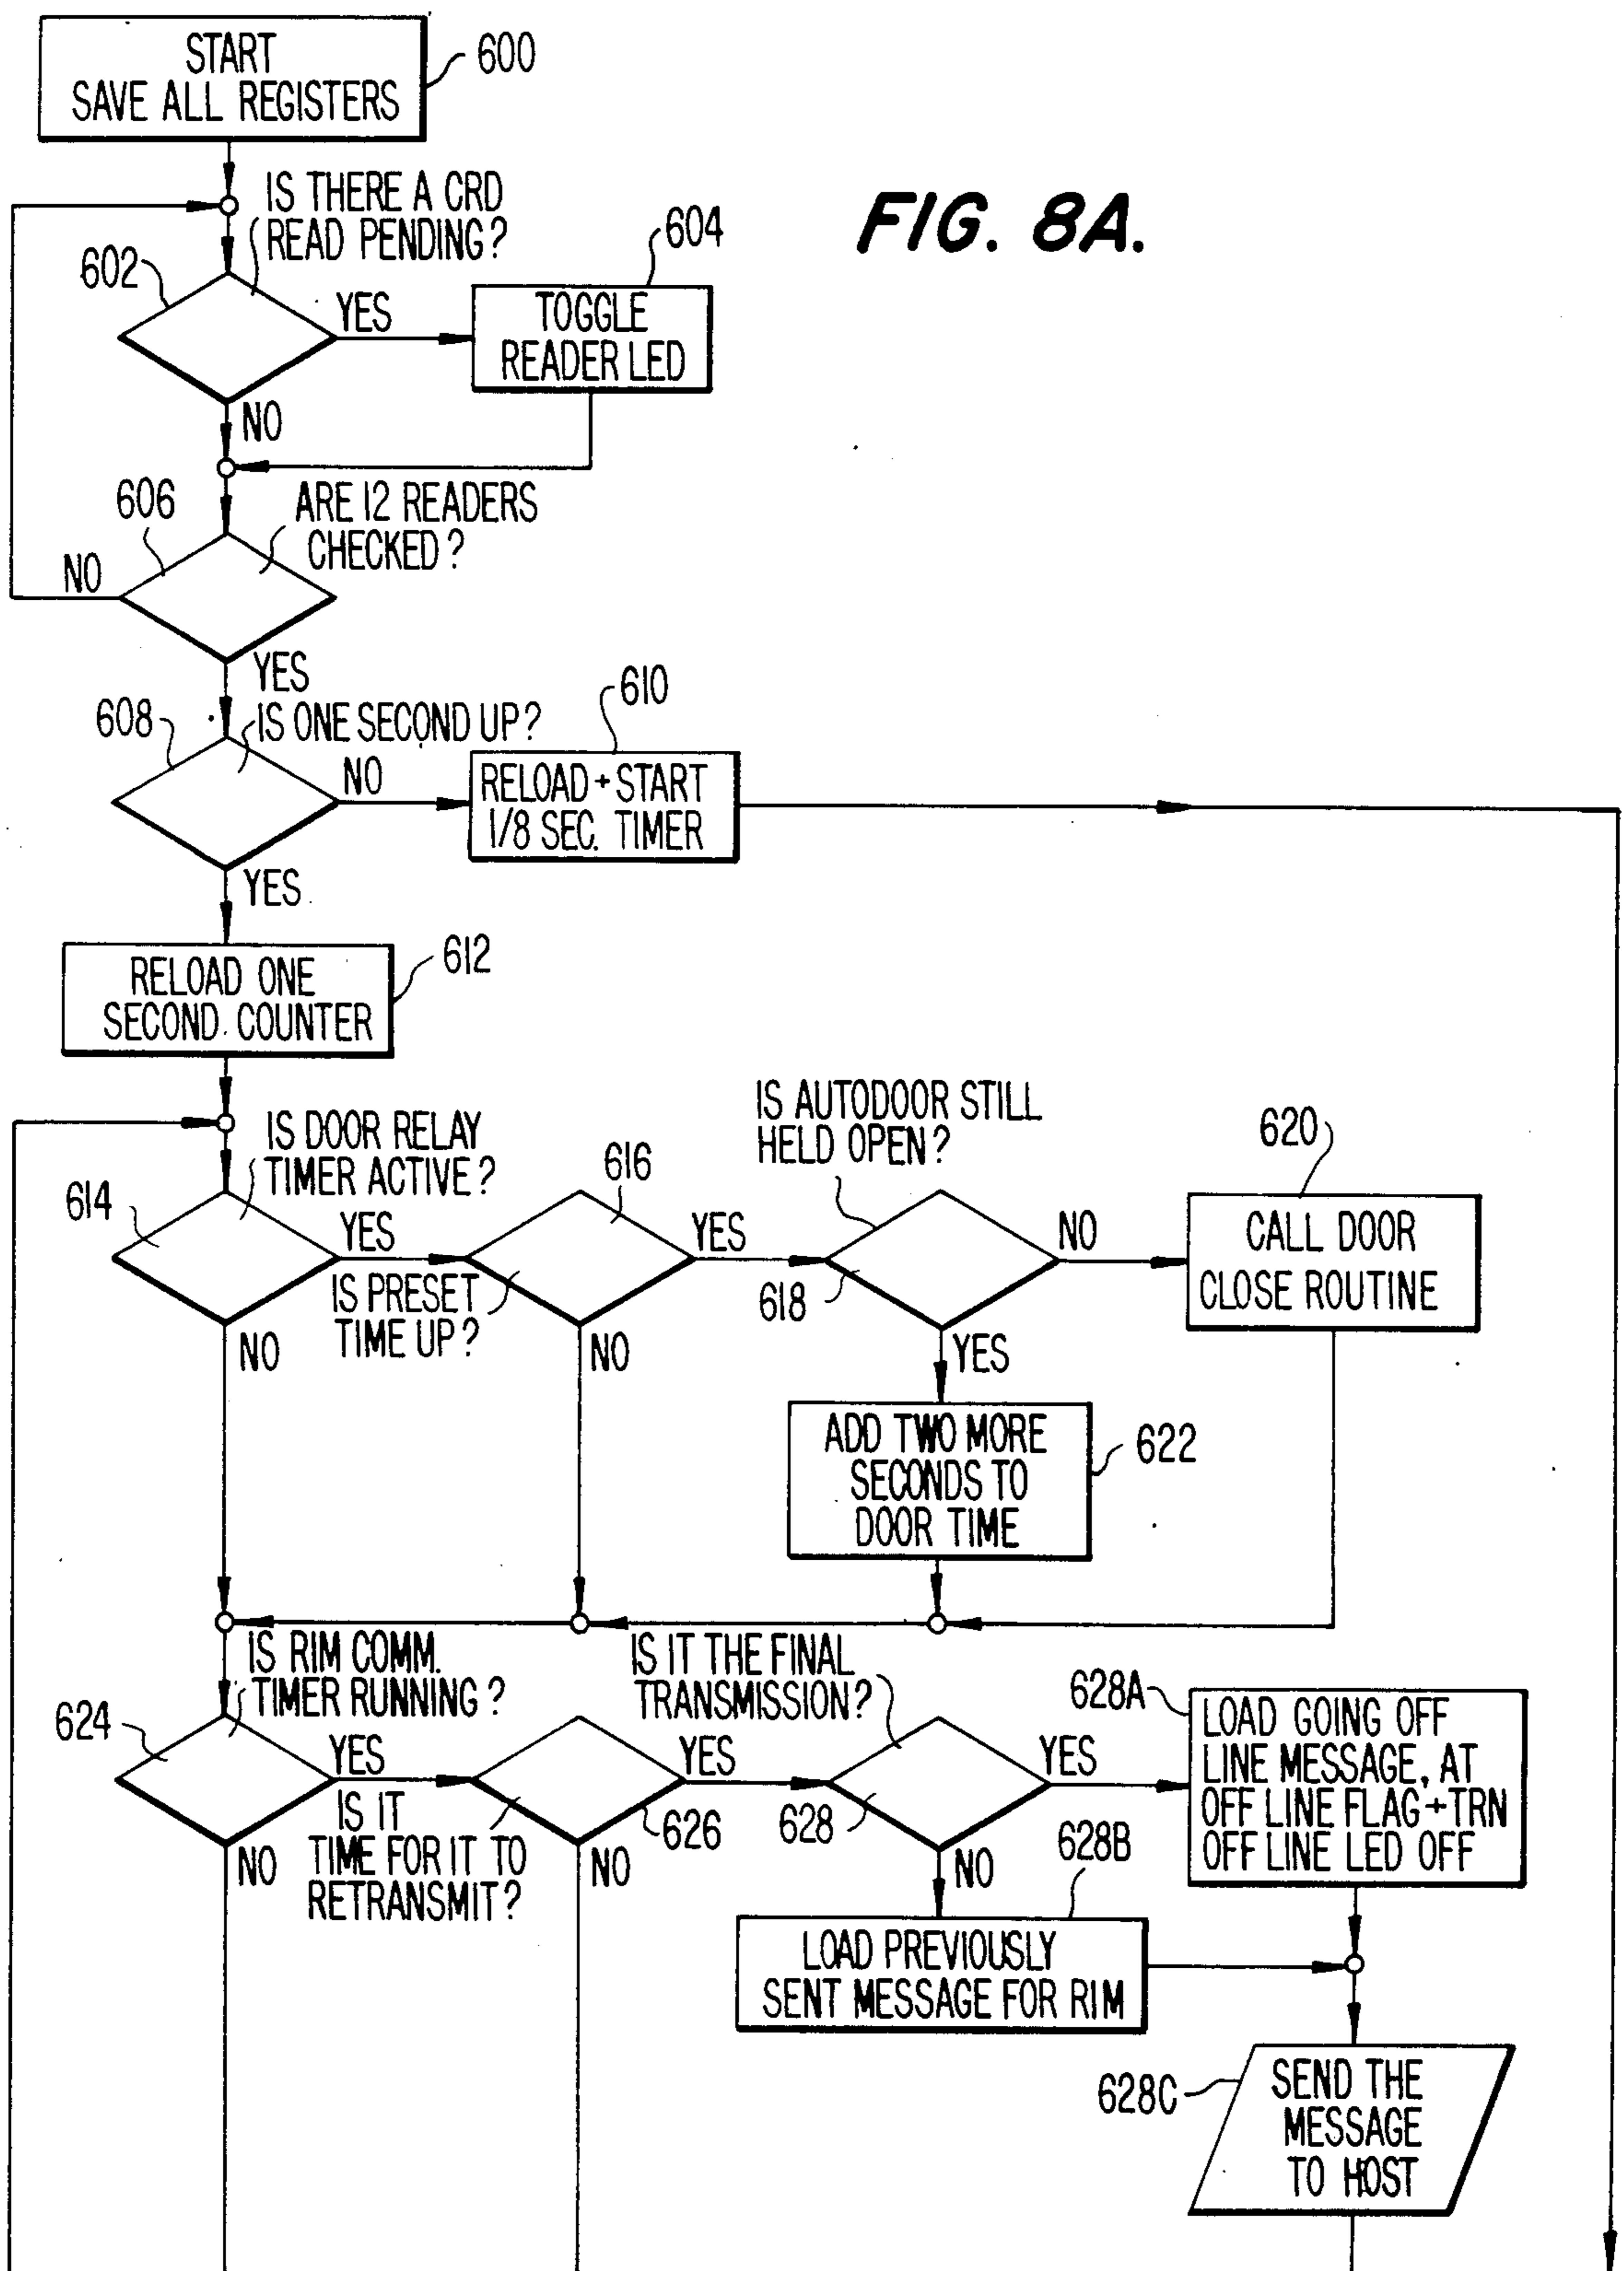 START
SAVE ALL REGISTERS
600
FIG. 8A.
IS THERE A CRD
READ PENDING?
602
YES
604
TOGGLE
READER LED
NO
606
ARE 12 READERS
CHECKED?
NO
YES
608
IS ONE SECOND UP?
NO
610
RELOAD + START
1/8 SEC. TIMER
YES
RELOAD ONE
SECOND COUNTER
612
IS DOOR RELAY
TIMER ACTIVE?
614
YES
616
IS PRESET
TIME UP?
YES
IS AUTODOOR STILL
HELD OPEN?
618
NO
620
CALL DOOR
CLOSE ROUTINE
NO
NO
YES
ADD TWO MORE
SECONDS TO
DOOR TIME
622
IS RIM COMM.
TIMER RUNNING?
624
YES
IS IT
TIME FOR IT TO
RETRANSMIT?
626
YES
IS IT THE FINAL
TRANSMISSION?
628
YES
628A
LOAD GOING OFF
LINE MESSAGE, AT
OFF LINE FLAG + TRN
OFF LINE LED OFF
NO
NO
NO
628B
LOAD PREVIOUSLY
SENT MESSAGE FOR RIM
628C
SEND THE
MESSAGE
TO HOST